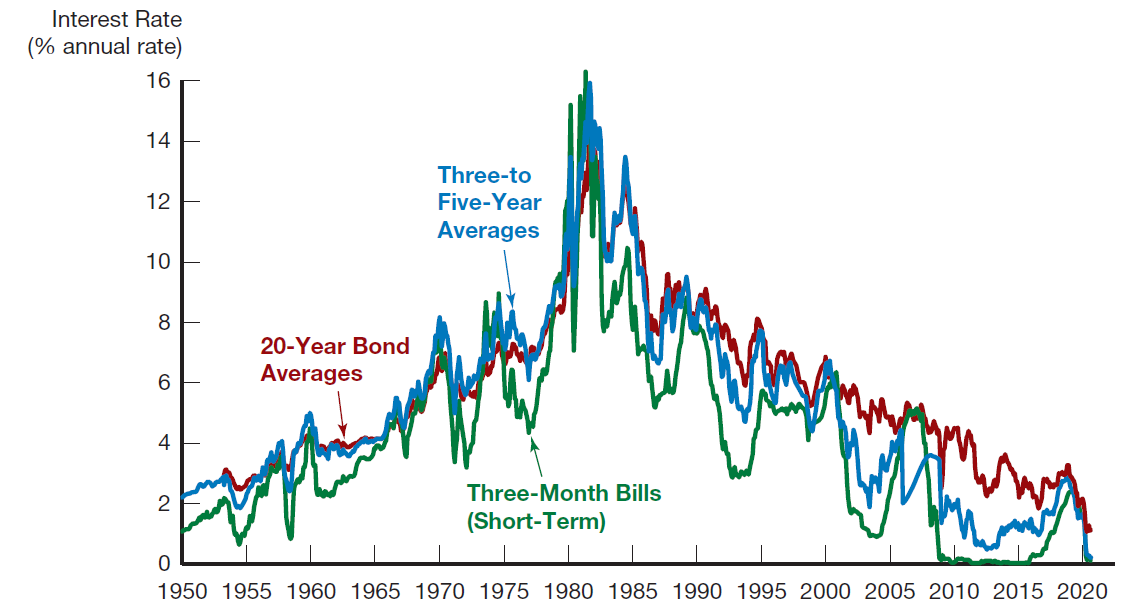 Interest Rate
(% annual rate)
16
14
12
10
8
6
4
2
0
Three-to
Five-Year
Averages
20-Year Bond
Averages
Three-Month Bills
(Short-Term)
1950 1955 1960 1965 1970 1975 1980 1985 1990 1995 2000 2005 2010 2015 2020